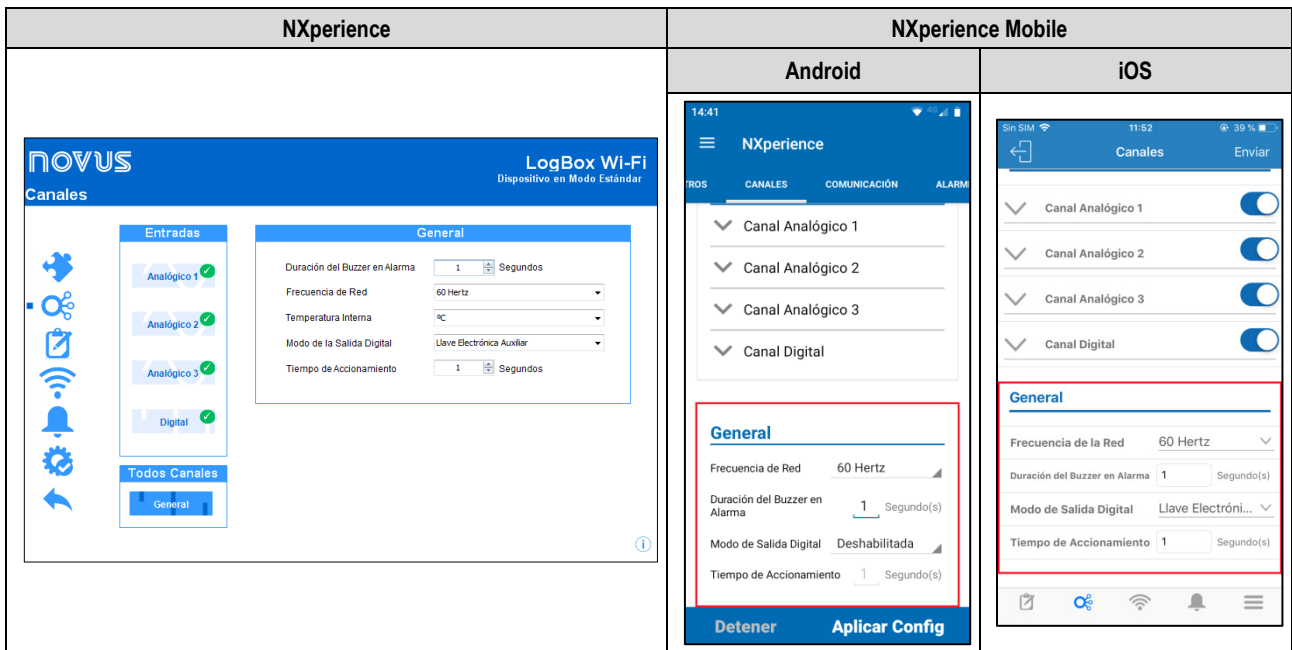 NXperience
NXperience Mobile
Android
iOS
NOVUS
LogBox Wi-Fi
Dispositivo en Modo Estándar
Canales
Entradas
Analógico 1
Analógico 2
Analógico 3
Digital
Todos Canales
General
General
Duración del Buzzer en Alarma 1 Segundos
Frecuencia de Red 60 Hertz
Temperatura Interna ºC
Modo de la Salida Digital Llave Electrónica Auxiliar
Tiempo de Accionamiento 1 Segundos
14:41 4G
NXperience
ROS CANALES COMUNICACIÓN ALARM
Canal Analógico 1
Canal Analógico 2
Canal Analógico 3
Canal Digital
General
Frecuencia de Red 60 Hertz
Duración del Buzzer en
Alarma 1 Segundo(s)
Modo de Salida Digital Deshabilitada
Tiempo de Accionamiento 1 Segundo(s)
Detener Aplicar Config
Sin SIM 11:52 39 %
Canales Enviar
Canal Analógico 1
Canal Analógico 2
Canal Analógico 3
Canal Digital
General
Frecuencia de la Red 60 Hertz
Duración del Buzzer en Alarma 1 Segundo(s)
Modo de Salida Digital Llave Electróni...
Tiempo de Accionamiento 1 Segundo(s)